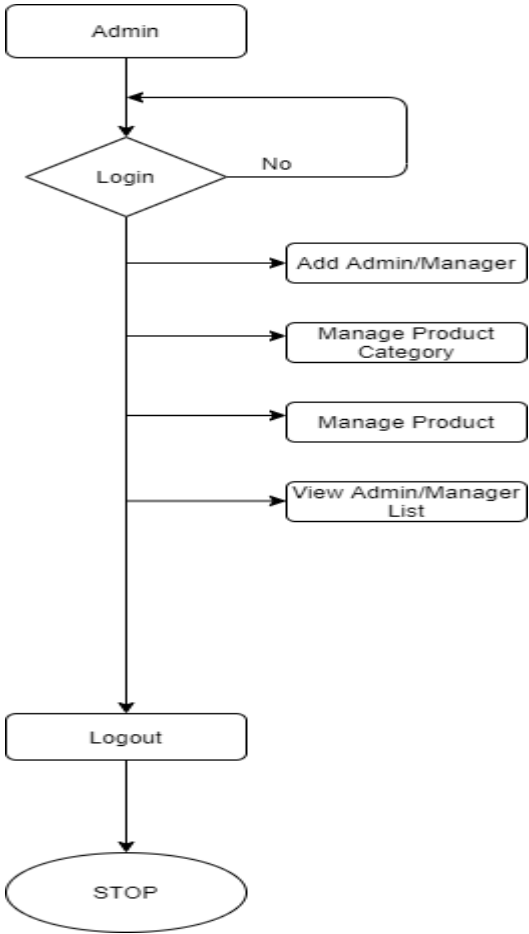 Admin
No
Login
Add Admin/Manager
Manage Product
Category
Manage Product
View Admin/Manager
List
Logout
STOP